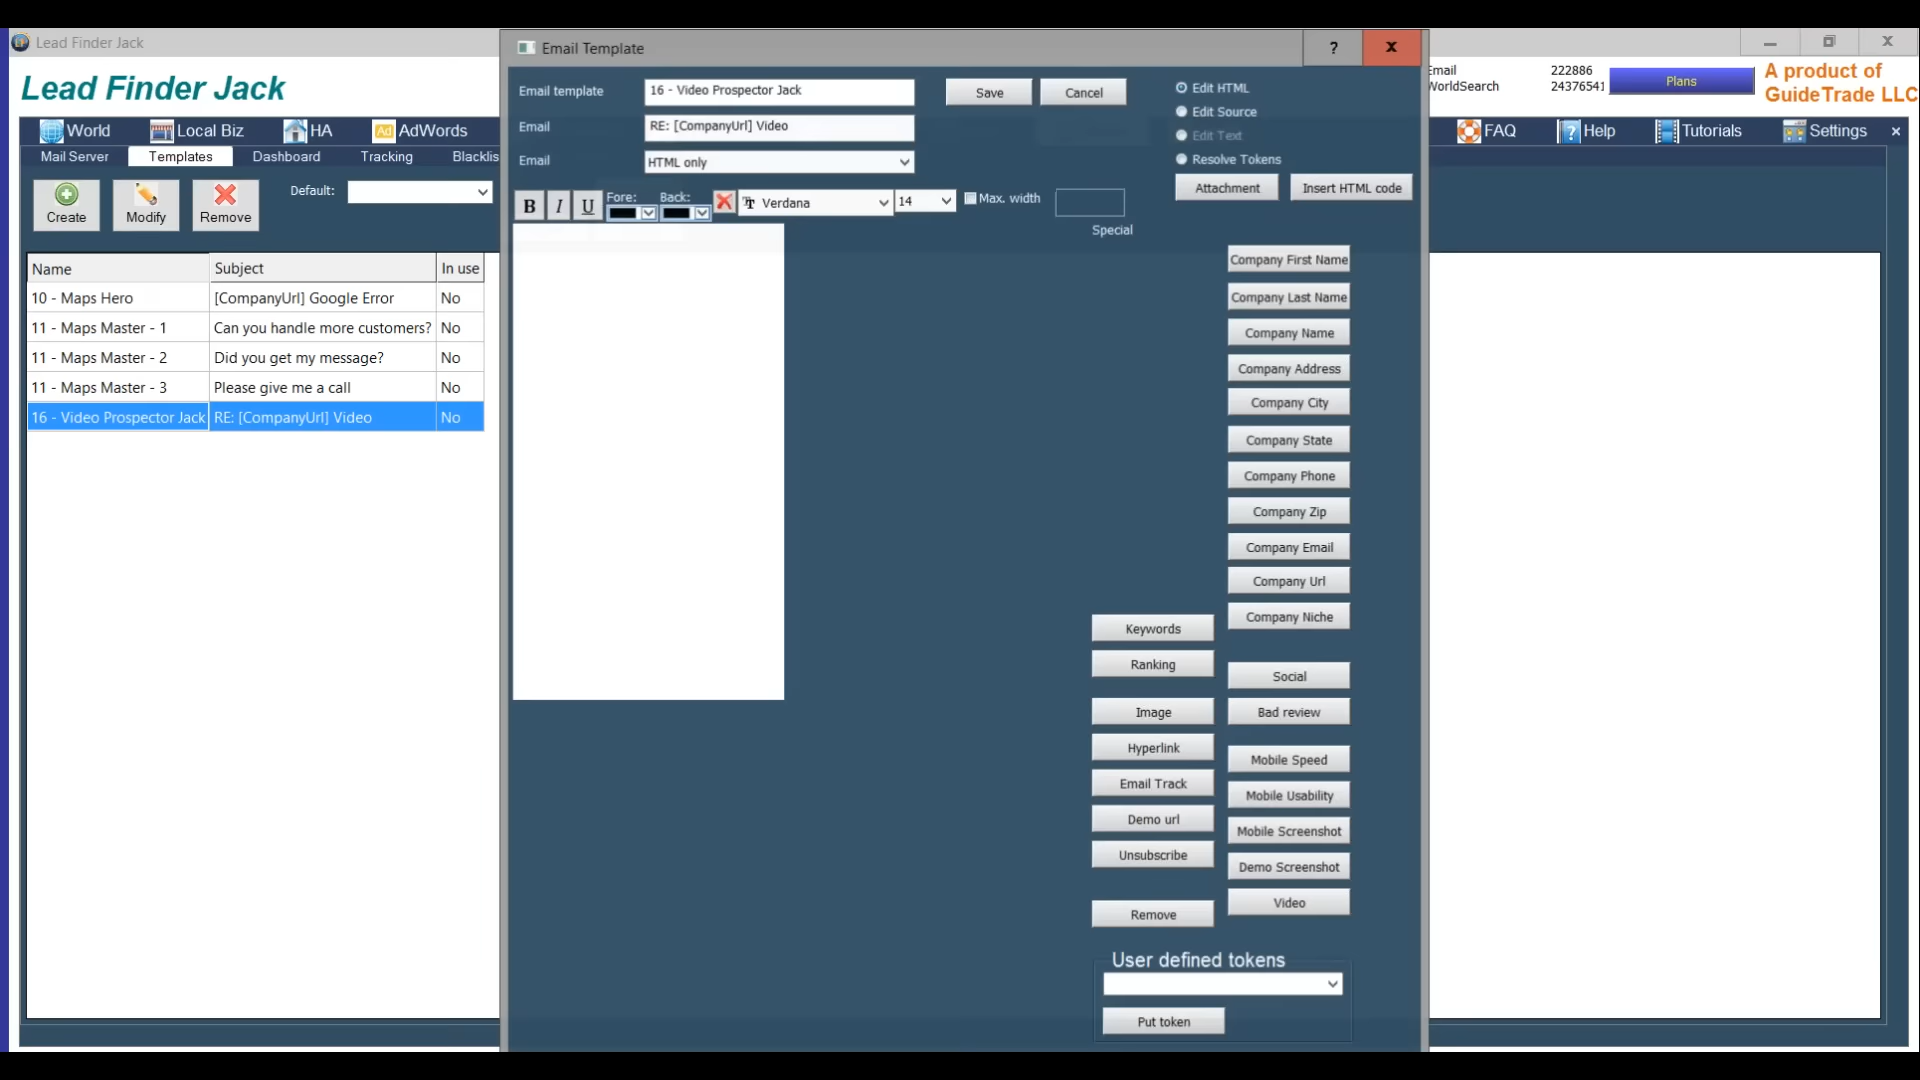 Lead Finder Jack
Lead Finder Jack
World
Local Biz
HA
Ad
AdWords
Mail Server
Templates
Dashboard
Tracking
Blacklis
Create
Modify
Remove
Default:
Name Subject In use
10 - Maps Hero [CompanyUrl] Google Error No
11 - Maps Master - 1 Can you handle more customers? No
11 - Maps Master - 2 Did you get my message? No
11 - Maps Master - 3 Please give me a call No
16 - Video Prospector Jack RE: [CompanyUrl] Video No
Email Template
? x
Email template 16 - Video Prospector Jack
Email RE: [CompanyUrl] Video
Email HTML only
Save
Cancel
Edit HTML
Edit Source
Edit Text
Resolve Tokens
Attachment
Insert HTML code
B I U
Fore:
Back:
Verdana
14
Max. width
Special
Company First Name
Company Last Name
Company Name
Company Address
Company City
Company State
Company Phone
Company Zip
Company Email
Company Url
Company Niche
Keywords
Ranking
Image
Hyperlink
Email Track
Demo url
Unsubscribe
Remove
Social
Bad review
Mobile Speed
Mobile Usability
Mobile Screenshot
Demo Screenshot
Video
User defined tokens
Put token
Email 222886
WorldSearch 24376541
Plans
A product of
GuideTrade LLC
FAQ
Help
Tutorials
Settings